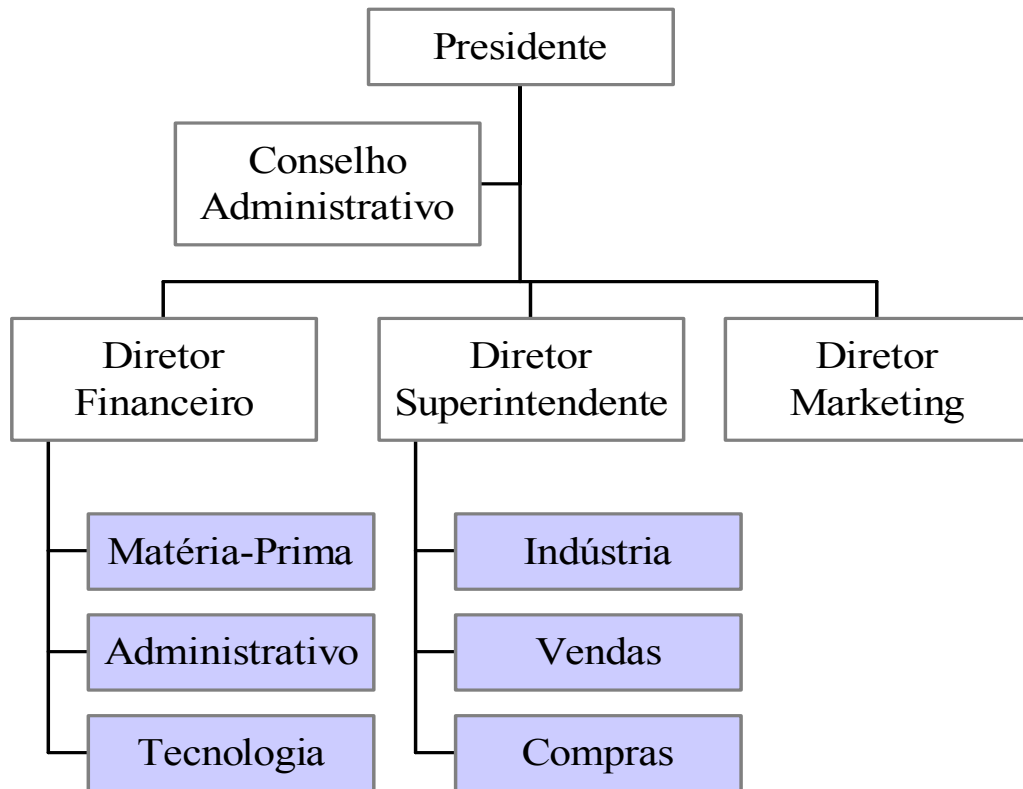 Presidente
Conselho
Administrativo
Diretor
Financeiro
Diretor
Superintendente
Diretor
Marketing
Matéria-Prima
Administrativo
Tecnologia
Indústria
Vendas
Compras